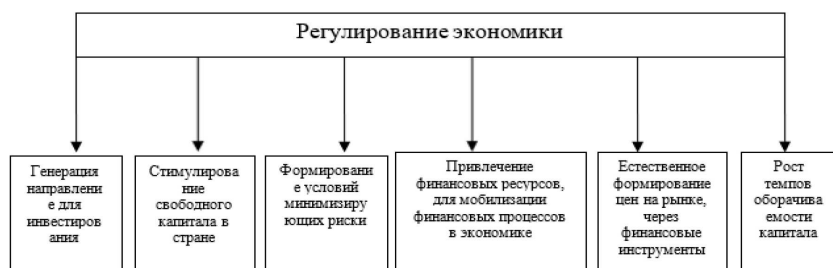 Регулирование экономики
Генерация
направлени
е для
инвестиров
ания
Стимулирова
ние
свободного
капитала в
стране
Формировани
е условий
минимизиру
ющих риски
Привлечение
финансовых ресурсов,
для мобилизации
финансовых процессов
в экономике
Естественное
формирование
цен на рынке,
через
финансовые
инструменты
Рост
темпов
оборачива
емости
капитала